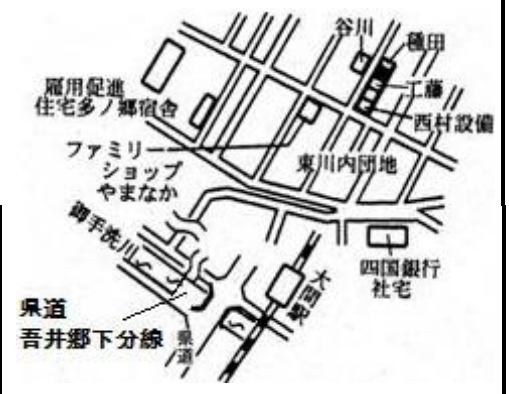 谷川
種田
工藤
西村設備
雇用促進
住宅多ノ郷宿舎
ファミリー
ショップ
やまなか
東川内団地
御手洗川
四国銀行
社宅
大間駅
県道
吾井郷下分線
県道